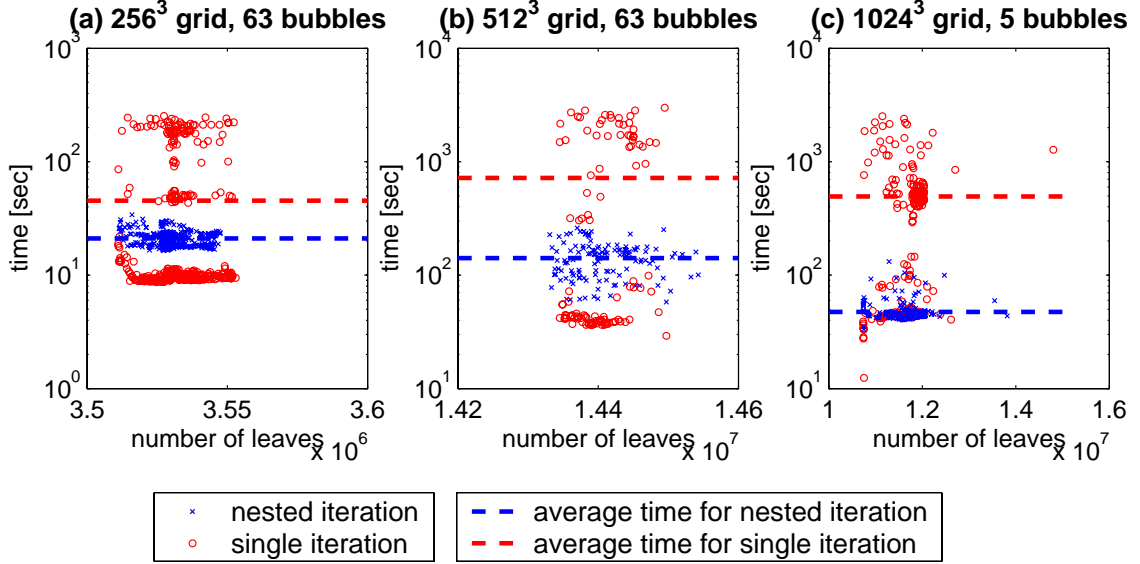 (a) 256³ grid, 63 bubbles
(b) 512³ grid, 63 bubbles
(c) 1024³ grid, 5 bubbles
time [sec]
10³
10²
10¹
10⁰
3.5
3.55
3.6
number of leaves
x 10⁶
time [sec]
10⁴
10³
10²
10¹
1.42
1.44
1.46
number of leaves
x 10⁷
time [sec]
10⁴
10³
10²
10¹
1
1.2
1.4
1.6
number of leaves
x 10⁷
nested iteration
single iteration
average time for nested iteration
average time for single iteration